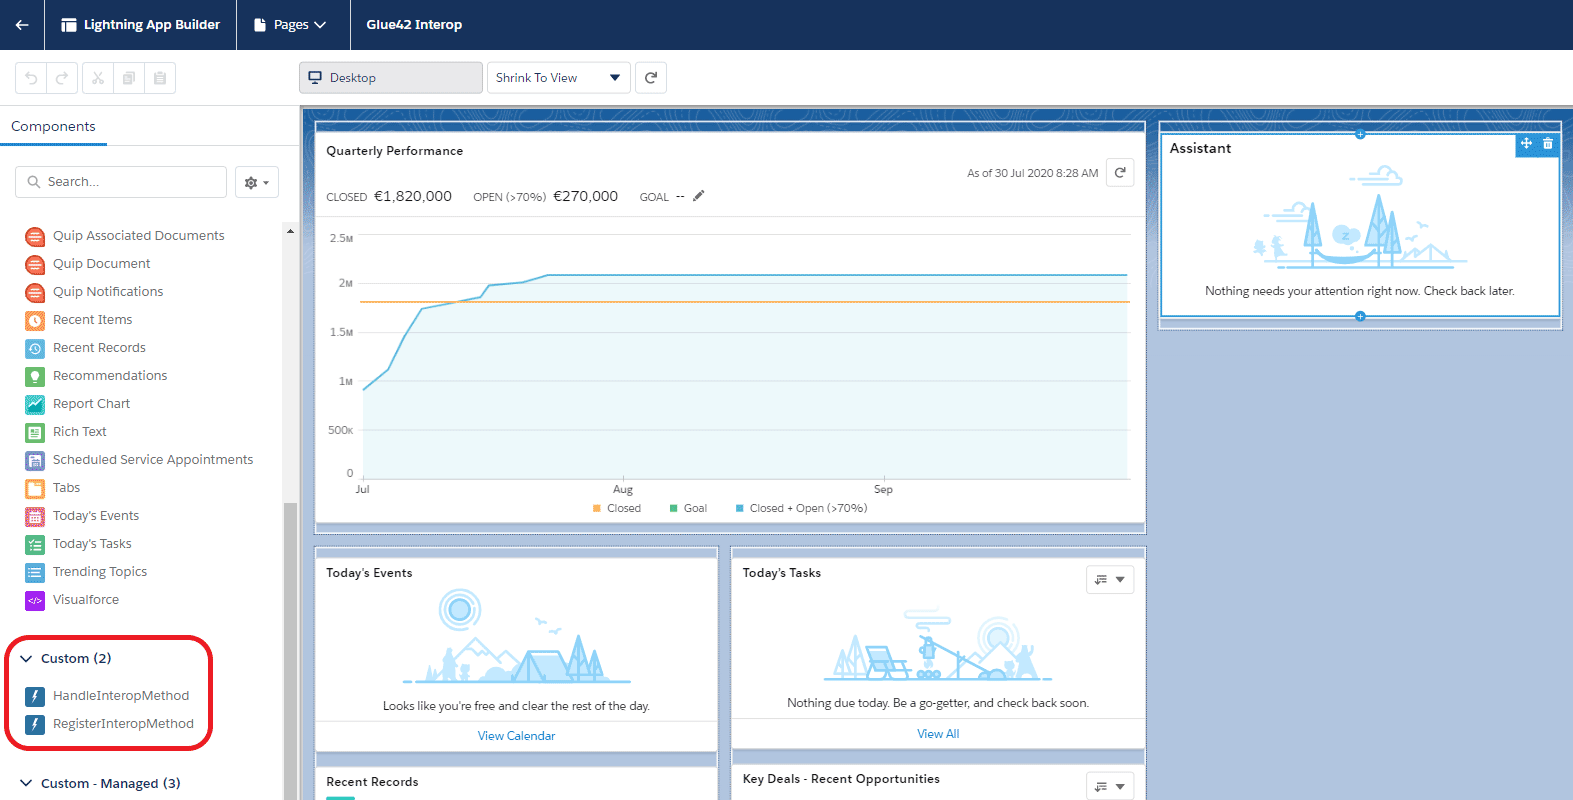 Lightning App Builder
Pages
Glue42 Interop
Desktop
Shrink To View
Components
Search...
Quip Associated Documents
Quip Document
Quip Notifications
Recent Items
Recent Records
Recommendations
Report Chart
Rich Text
Scheduled Service Appointments
Tabs
Today's Events
Today's Tasks
Trending Topics
</> Visualforce
Custom (2)
HandleInteropMethod
RegisterInteropMethod
Custom - Managed (3)
Quarterly Performance
As of 30 Jul 2020 8:28 AM
CLOSED €1,820,000 OPEN (>70%) €270,000 GOAL --
2.5M
2M
1.5M
1M
500K
0
Jul Aug Sep
Closed Goal Closed + Open (>70%)
Assistant
z
Nothing needs your attention right now. Check back later.
Today's Events
Looks like you're free and clear the rest of the day.
View Calendar
Today's Tasks
Nothing due today. Be a go-getter, and check back soon.
View All
Recent Records
Key Deals - Recent Opportunities